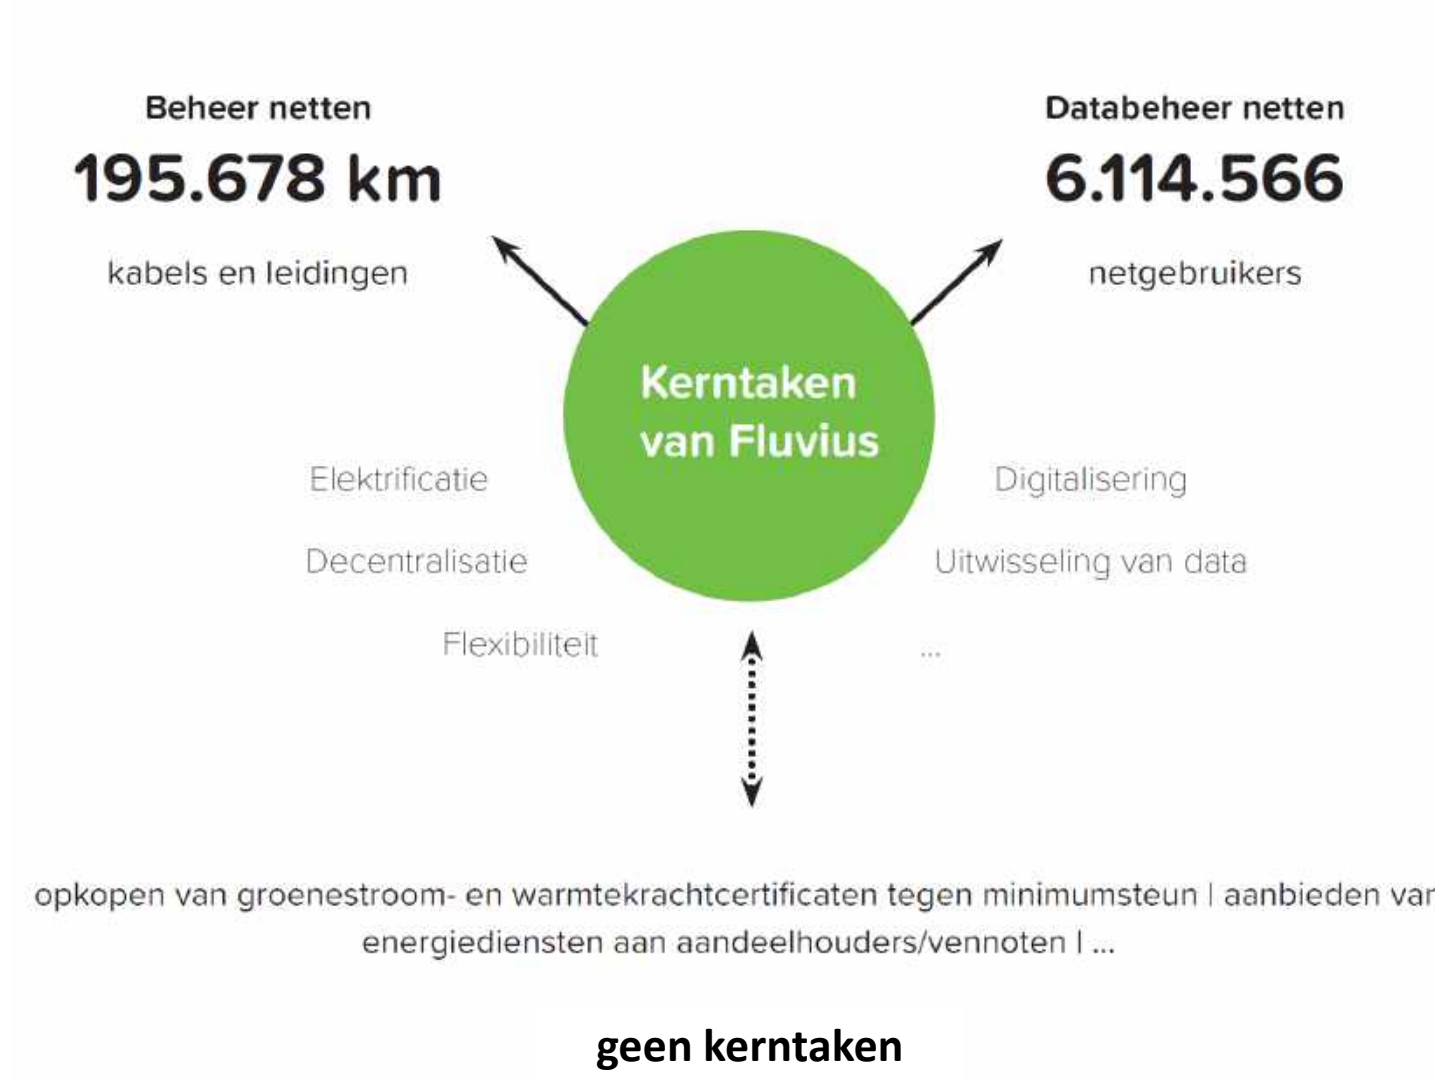 Beheer netten
195.678 km
kabels en leidingen
Databeheer netten
6.114.566
netgebruikers
Kerntaken
van Fluvius
Elektrificatie
Decentralisatie
Flexibiliteit
Digitalisering
Uitwisseling van data
...
opkopen van groenestroom- en warmtekrachtcertificaten tegen minimumsteun | aanbieden var
energiediensten aan aandeelhouders/vennoten | ...
geen kerntaken